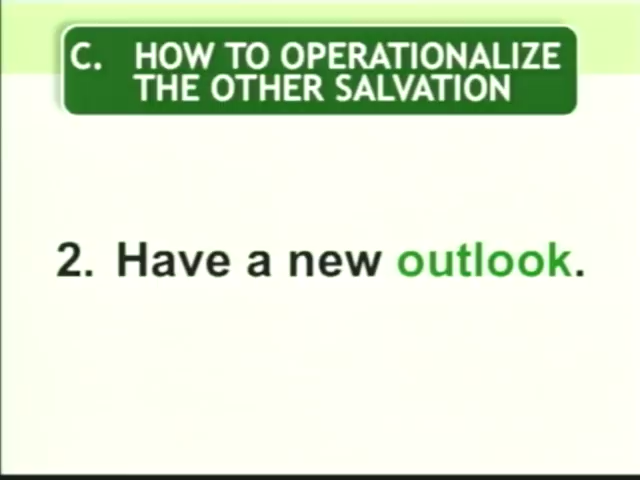 C. HOW TO OPERATIONALIZE
THE OTHER SALVATION
2. Have a new outlook.